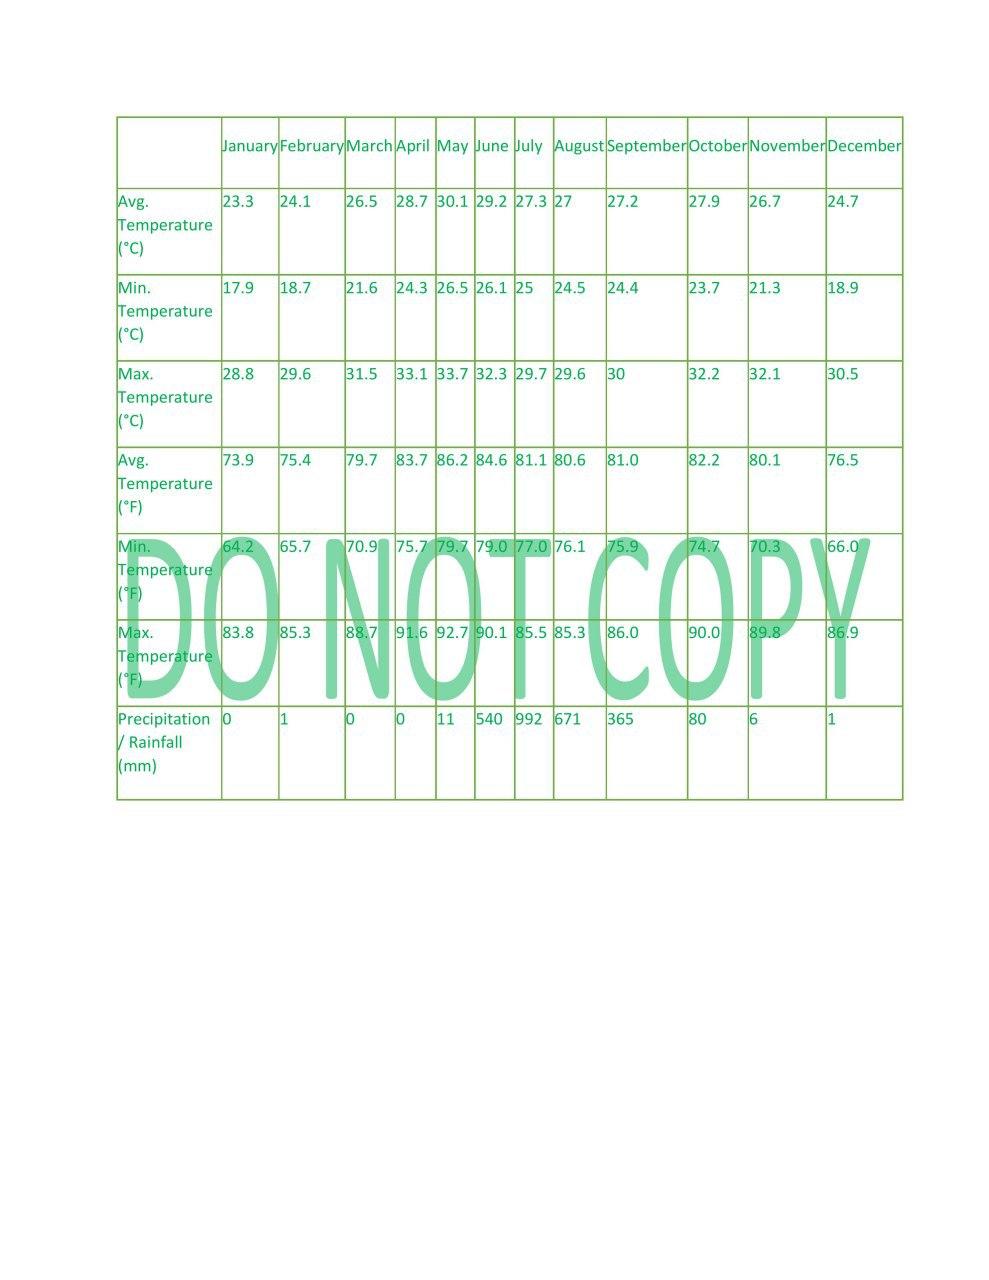 January February March April May June July August September October November December
Avg. 23.3 24.1 26.5 28.7 30.1 29.2 27.3 27 27.2 27.9 26.7 24.7
Temperature
(°C)
Min. 17.9 18.7 21.6 24.3 26.5 26.1 25 24.5 24.4 23.7 21.3 18.9
Temperature
(°C)
Max. 28.8 29.6 31.5 33.1 33.7 32.3 29.7 29.6 30 32.2 32.1 30.5
Temperature
(°C)
Avg. 73.9 75.4 79.7 83.7 86.2 84.6 81.1 80.6 81.0 82.2 80.1 76.5
Temperature
(°F)
Min. 64.2 65.7 70.9 75.7 79.7 79.0 77.0 76.1 75.9 74.7 70.3 66.0
Temperature
(°F)
DO NOT COPY
Max. 83.8 85.3 88.7 91.6 92.7 90.1 85.5 85.3 86.0 90.0 89.8 86.9
Temperature
(°F)
Precipitation 0 1 0 0 11 540 992 671 365 80 6 1
/ Rainfall
(mm)